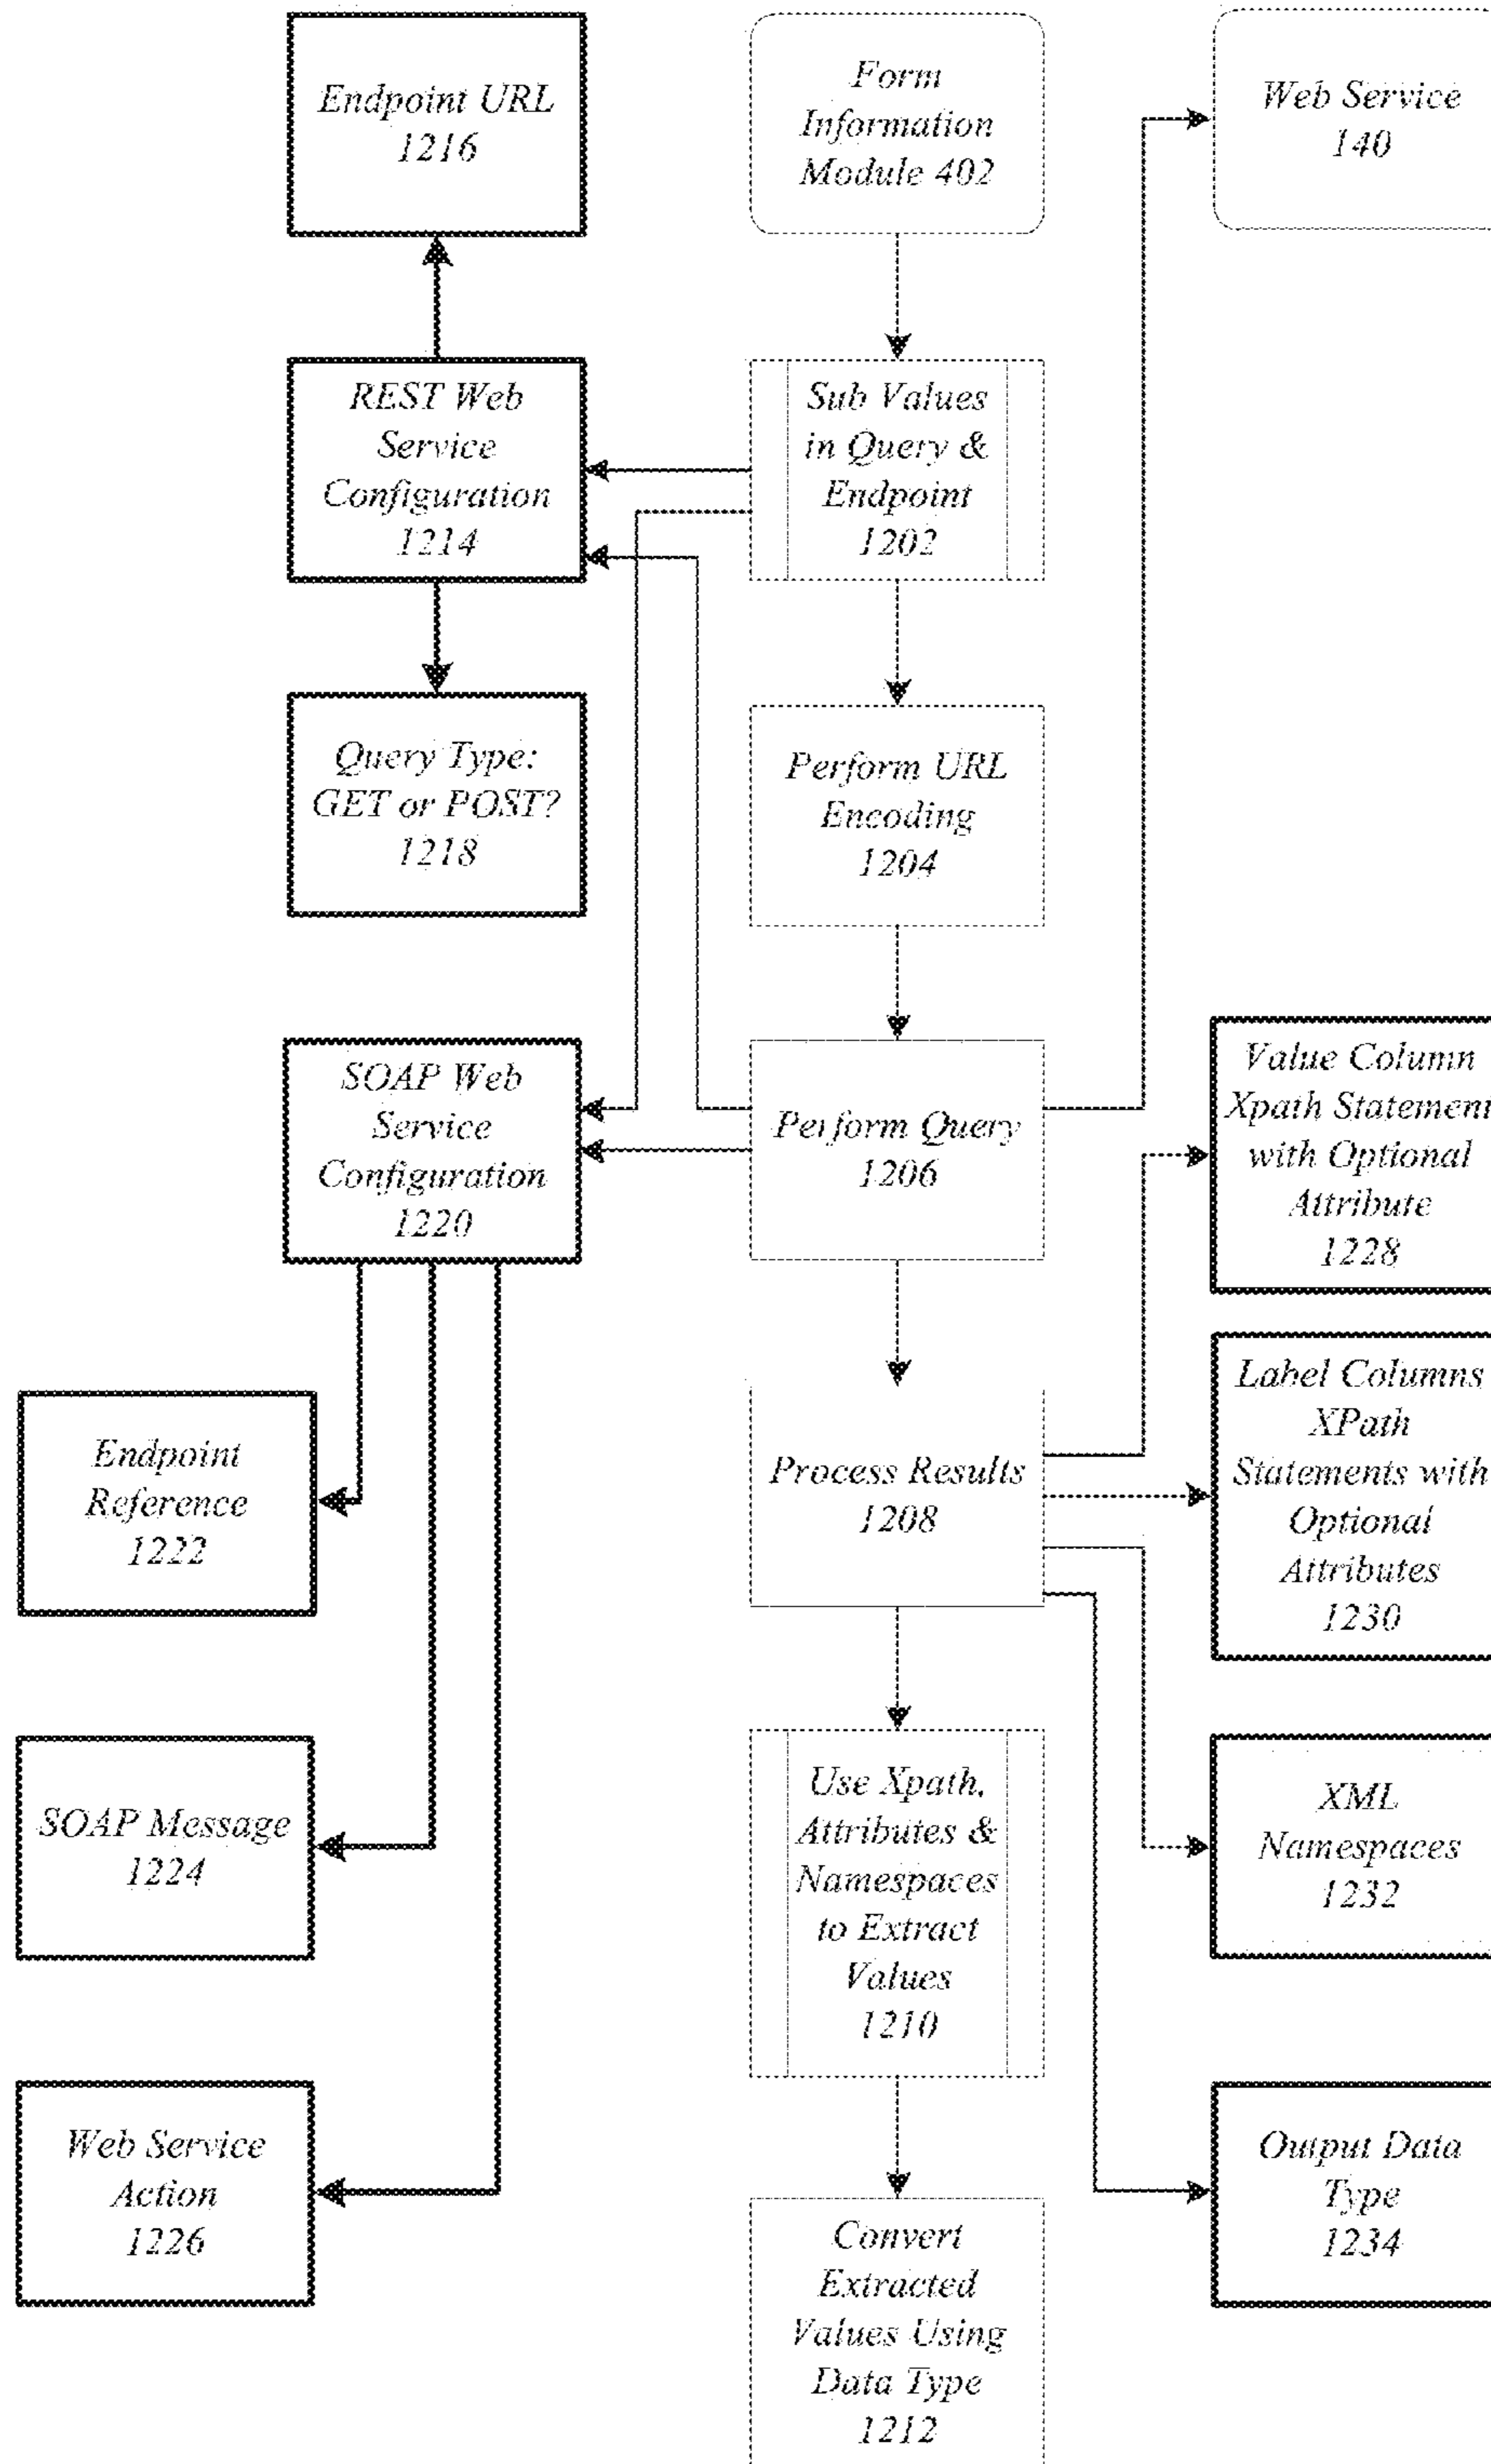 Endpoint URL
1216
Form
Information
Module 402
Web Service
140
REST Web
Service
Configuration
1214
Sub Values
in Query &
Endpoint
1202
Query Type:
GET or POST?
1218
Perform URL
Encoding
1204
SOAP Web
Service
Configuration
1220
Perform Query
1206
Value Column
Xpath Statement
with Optional
Attribute
1228
Endpoint
Reference
1222
Process Results
1208
Label Columns
XPath
Statements with
Optional
Attributes
1230
SOAP Message
1224
Use Xpath,
Attributes &
Namespaces
to Extract
Values
1210
XML
Namespaces
1232
Web Service
Action
1226
Convert
Extracted
Values Using
Data Type
1212
Output Data
Type
1234